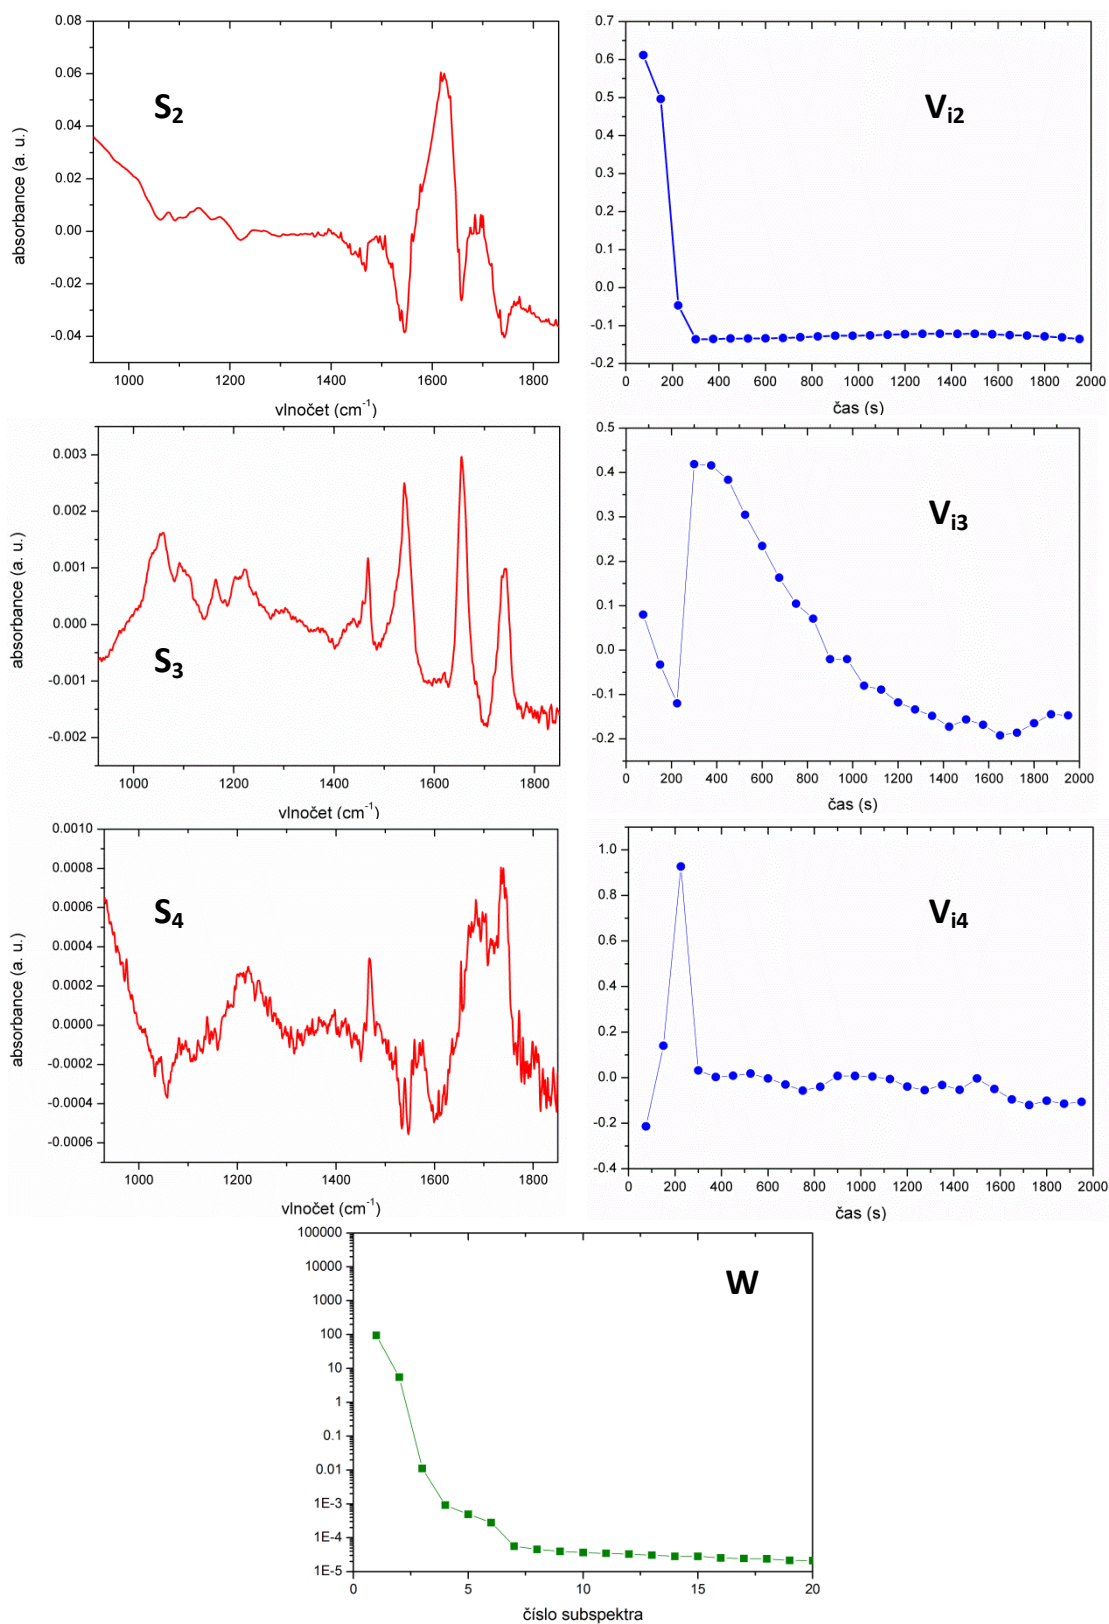 0.08
0.06
0.04
0.02
0.00
-0.02
-0.04
absorbance (a. u.)
S2
1000 1200 1400 1600 1800
vlnočet (cm-1)
0.7
0.6
0.5
0.4
0.3
0.2
0.1
0.0
-0.1
-0.2
Vi2
0 200 400 600 800 1000 1200 1400 1600 1800 2000
čas (s)
0.003
0.002
0.001
0.000
-0.001
-0.002
absorbance (a. u.)
S3
1000 1200 1400 1600 1800
vlnočet (cm-1)
0.5
0.4
0.3
0.2
0.1
0.0
-0.1
-0.2
Vi3
0 200 400 600 800 1000 1200 1400 1600 1800 2000
čas (s)
0.0010
0.0008
0.0006
0.0004
0.0002
0.0000
-0.0002
-0.0004
-0.0006
absorbance (a. u.)
S4
1000 1200 1400 1600 1800
vlnočet (cm-1)
1.0
0.8
0.6
0.4
0.2
0.0
-0.2
-0.4
Vi4
0 200 400 600 800 1000 1200 1400 1600 1800 2000
čas (s)
100000
10000
1000
100
10
1
0.1
0.01
1E-3
1E-4
1E-5
W
0 5 10 15 20
číslo subspektra